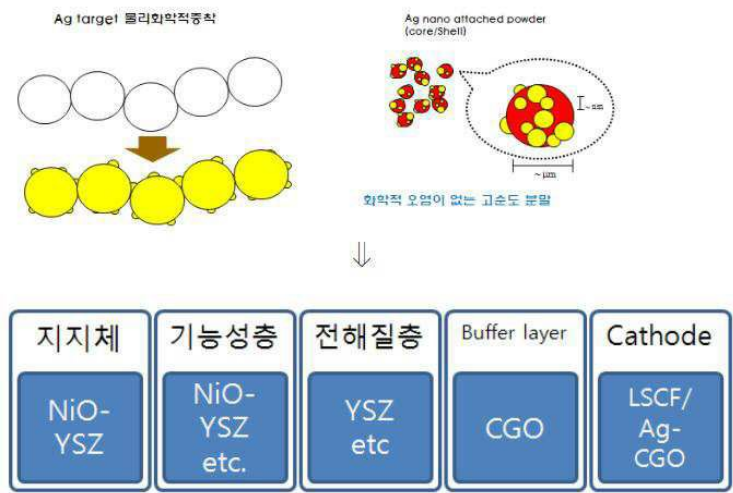 Ag target 물리화학적증착
Ag nano attached powder
(core/Shell)
~nm
~μm
화학적 오염이 없는 고순도 분말
지지체
기능성층
전해질층
Buffer layer
Cathode
NiO-
YSZ
NiO-
YSZ
etc.
YSZ
etc
CGO
LSCF/
Ag-
CGO